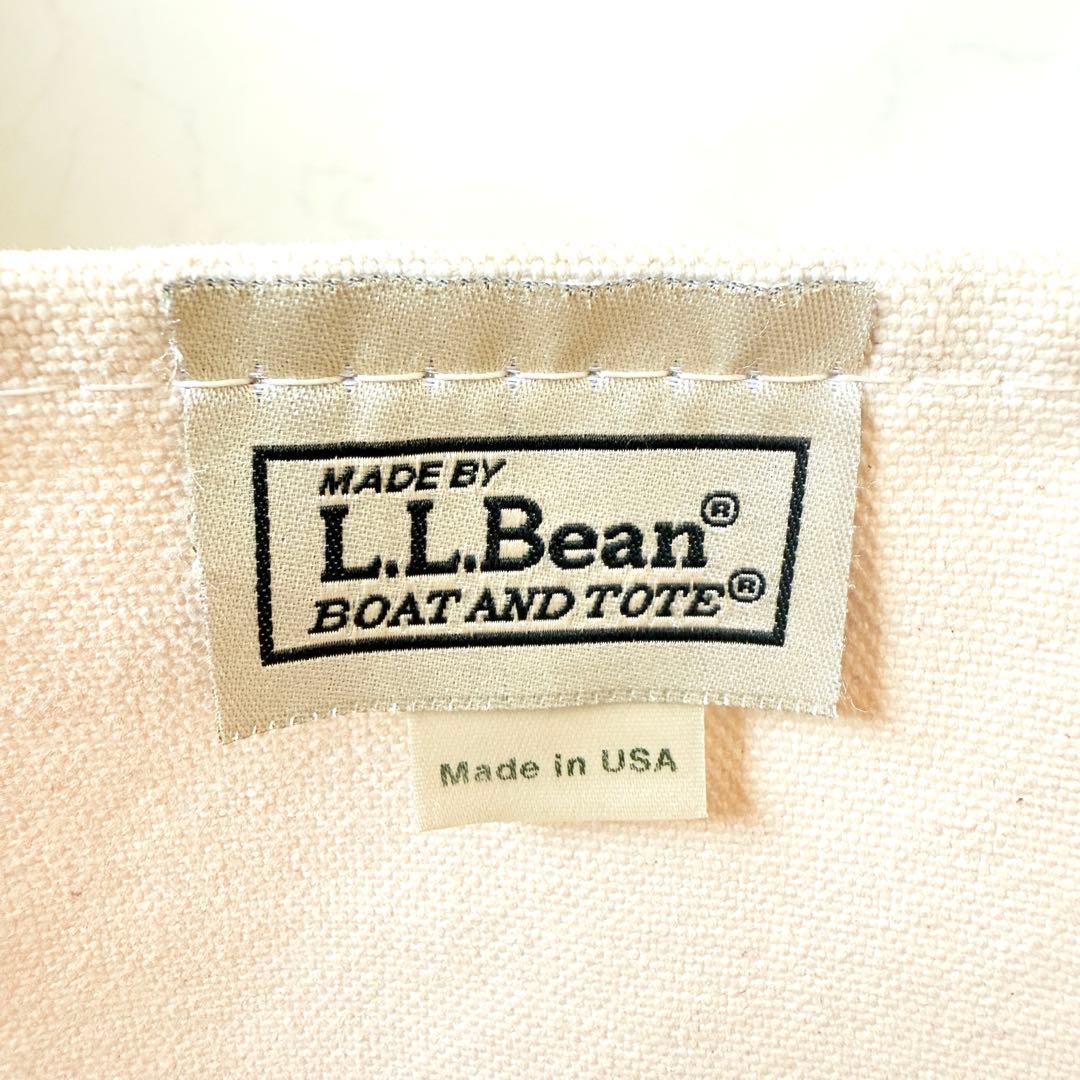 MADE BY
L.L.Bean®
BOAT AND TOTE®
Made in USA